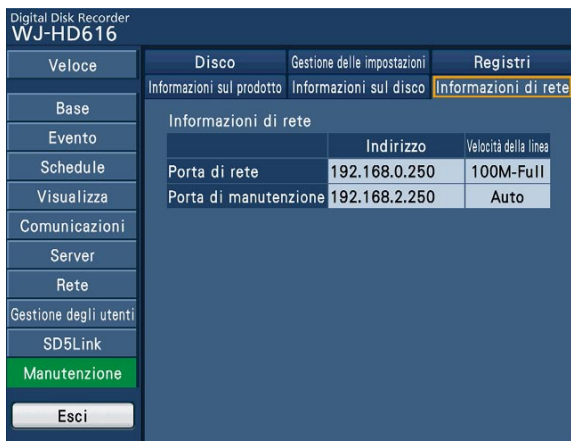 Digital Disk Recorder
WJ-HD616
Veloce
Base
Evento
Schedule
Visualizza
Comunicazioni
Server
Rete
Gestione degli utenti
SD5Link
Manutenzione
Esci
Disco Gestione delle impostazioni Registri
Informazioni sul prodotto Informazioni sul disco Informazioni di rete
Informazioni di rete
Indirizzo Velocità della linea
Porta di rete 192.168.0.250 100M-Full
Porta di manutenzione 192.168.2.250 Auto